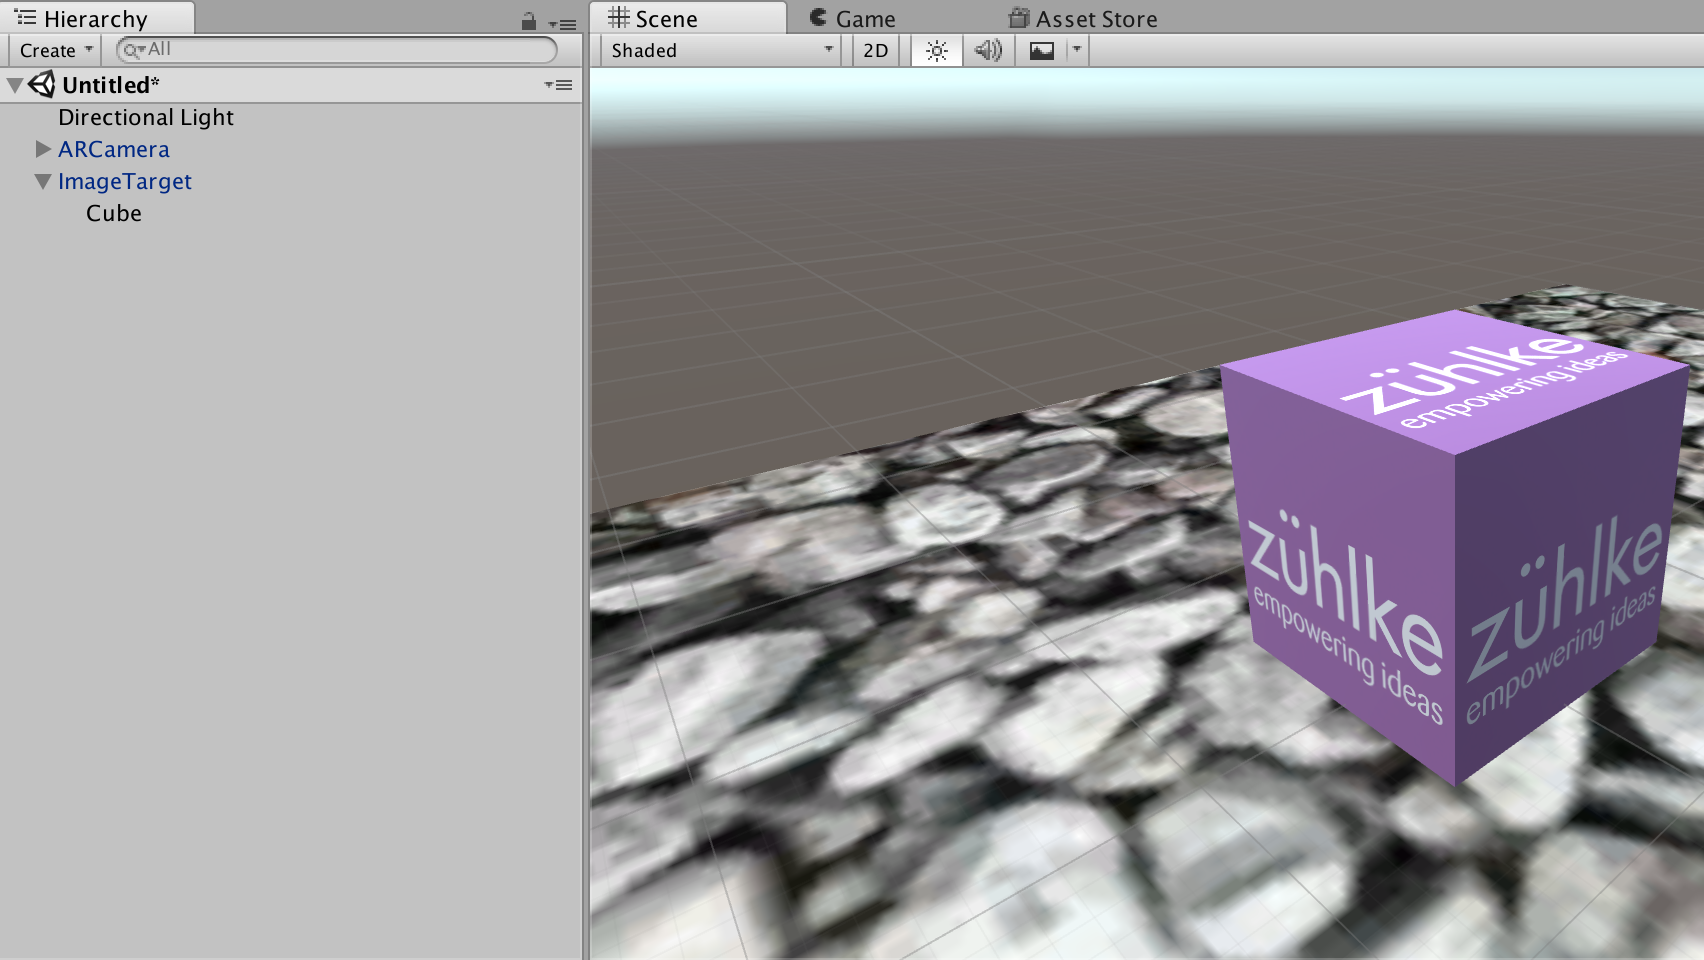 Hierarchy
Create
All
Untitled*
Directional Light
ARCamera
ImageTarget
Cube
Scene
Game
Asset Store
Shaded
2D
zühlke
empowering ideas
zühlke
empowering ideas
zühlke
empowering ideas